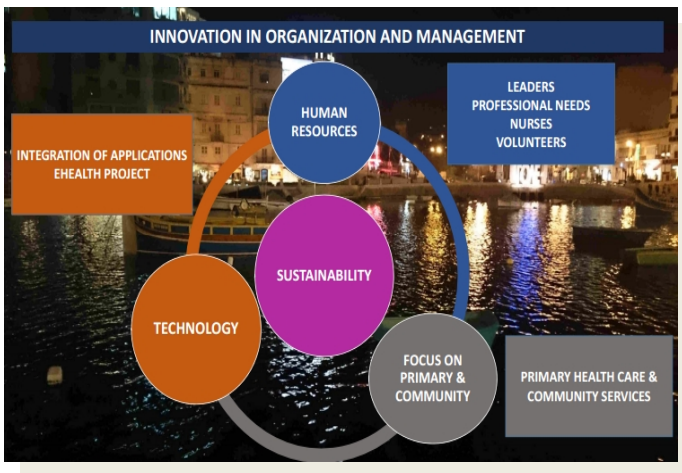 INNOVATION IN ORGANIZATION AND MANAGEMENT
HUMAN
RESOURCES
LEADERS
PROFESSIONAL NEEDS
NURSES
VOLUNTEERS
INTEGRATION OF APPLICATIONS
EHEALTH PROJECT
SUSTAINABILITY
TECHNOLOGY
FOCUS ON
PRIMARY &
COMMUNITY
PRIMARY HEALTH CARE &
COMMUNITY SERVICES